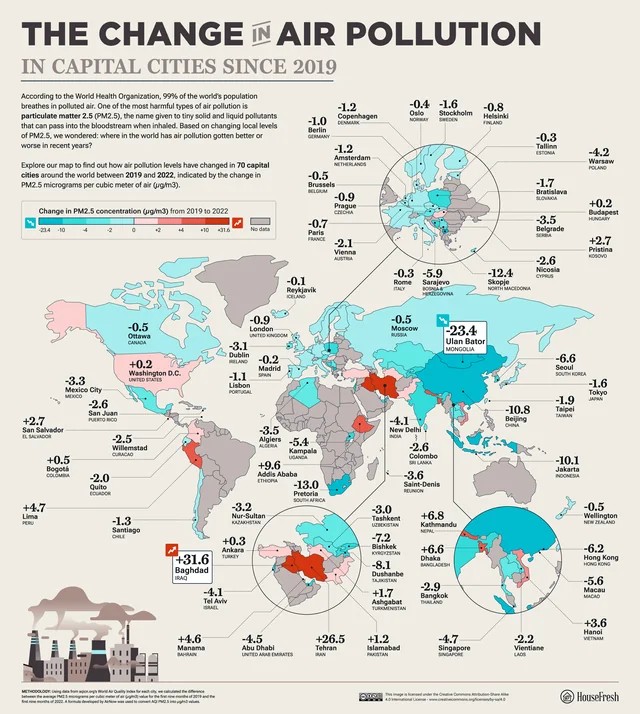 THE CHANGE IN AIR POLLUTION
IN CAPITAL CITIES SINCE 2019
According to the World Health Organization, 99% of the world's population
breathes in polluted air. One of the most harmful types of air pollution is
particulate matter 2.5 (PM2.5), the name given to tiny solid and liquid pollutants
that can pass into the bloodstream when inhaled. Based on changing local levels
of PM2.5, we wondered: where in the world has air pollution gotten better or
worse in recent years?
Explore our map to find out how air pollution levels have changed in 70 capital
cities around the world between 2019 and 2022, indicated by the change in
PM2.5 micrograms per cubic meter of air (µg/m3).
Change in PM2.5 concentration (µg/m3) from 2019 to 2022
-23.4 -10 -4 -2 0 +2 +4 +10 +31.6 No data
-1.0
Berlin
GERMANY
-1.2
Copenhagen
DENMARK
-0.4
Oslo
NORWAY
-1.6
Stockholm
SWEDEN
-0.8
Helsinki
FINLAND
-0.3
Tallinn
ESTONIA
-4.2
Warsaw
POLAND
-1.2
Amsterdam
NETHERLANDS
-0.5
Brussels
BELGIUM
-0.9
Prague
CZECHIA
-0.7
Paris
FRANCE
-2.1
Vienna
AUSTRIA
-1.7
Bratislava
SLOVAKIA
+0.2
Budapest
HUNGARY
-3.5
Belgrade
SERBIA
+2.7
Pristina
KOSOVO
-2.6
Nicosia
CYPRUS
-0.3
Rome
ITALY
-5.9
Sarajevo
BOSNIA &
HERZEGOVINA
-12.4
Skopje
NORTH MACEDONIA
-0.1
Reykjavík
ICELAND
-0.9
London
UNITED KINGDOM
-3.1
Dublin
IRELAND
-0.2
Madrid
SPAIN
-1.1
Lisbon
PORTUGAL
-0.5
Moscow
RUSSIA
-23.4
Ulan Bator
MONGOLIA
-0.5
Ottawa
CANADA
+0.2
Washington D.C.
UNITED STATES
-3.3
Mexico City
MEXICO
-2.6
San Juan
PUERTO RICO
+2.7
San Salvador
EL SALVADOR
-2.5
Willemstad
CURACAO
+0.5
Bogotá
COLOMBIA
-2.0
Quito
ECUADOR
+4.7
Lima
PERU
-1.3
Santiago
CHILE
-3.5
Algiers
ALGERIA
-5.4
Kampala
UGANDA
+9.6
Addis Ababa
ETHIOPIA
-13.0
Pretoria
SOUTH AFRICA
-4.1
New Delhi
INDIA
-2.6
Colombo
SRI LANKA
-3.6
Saint-Denis
REUNION
-6.6
Seoul
SOUTH KOREA
-1.6
Tokyo
JAPAN
-1.9
Taipei
TAIWAN
-10.8
Beijing
CHINA
-10.1
Jakarta
INDONESIA
-0.5
Wellington
NEW ZEALAND
-3.2
Nur-Sultan
KAZAKHSTAN
+0.3
Ankara
TURKEY
+31.6
Baghdad
IRAQ
-4.1
Tel Aviv
ISRAEL
+4.6
Manama
BAHRAIN
-4.5
Abu Dhabi
UNITED ARAB EMIRATES
+26.5
Tehran
IRAN
+1.2
Islamabad
PAKISTAN
-3.0
Tashkent
UZBEKISTAN
-7.2
Bishkek
KYRGYZSTAN
-8.1
Dushanbe
TAJIKISTAN
+1.7
Ashgabat
TURKMENISTAN
+6.8
Kathmandu
NEPAL
+6.6
Dhaka
BANGLADESH
-2.9
Bangkok
THAILAND
-4.7
Singapore
SINGAPORE
-2.2
Vientiane
LAOS
-6.2
Hong Kong
HONG KONG
-5.6
Macau
MACAO
+3.6
Hanoi
VIETNAM
METHODOLOGY: Using data from aqicn.org's World Air Quality Index for each city, we calculated the difference
between the average PM2.5 micrograms per cubic meter of air (µg/m3) value for the first nine months of 2019 and the
first nine months of 2022. A formula developed by AirNow was used to convert AQI PM2.5 into µg/m3 values.
This image is licensed under the Creative Commons Attribution-Share Alike
4.0 International License - www.creativecommons.org/licenses/by-sa/4.0
HouseFresh